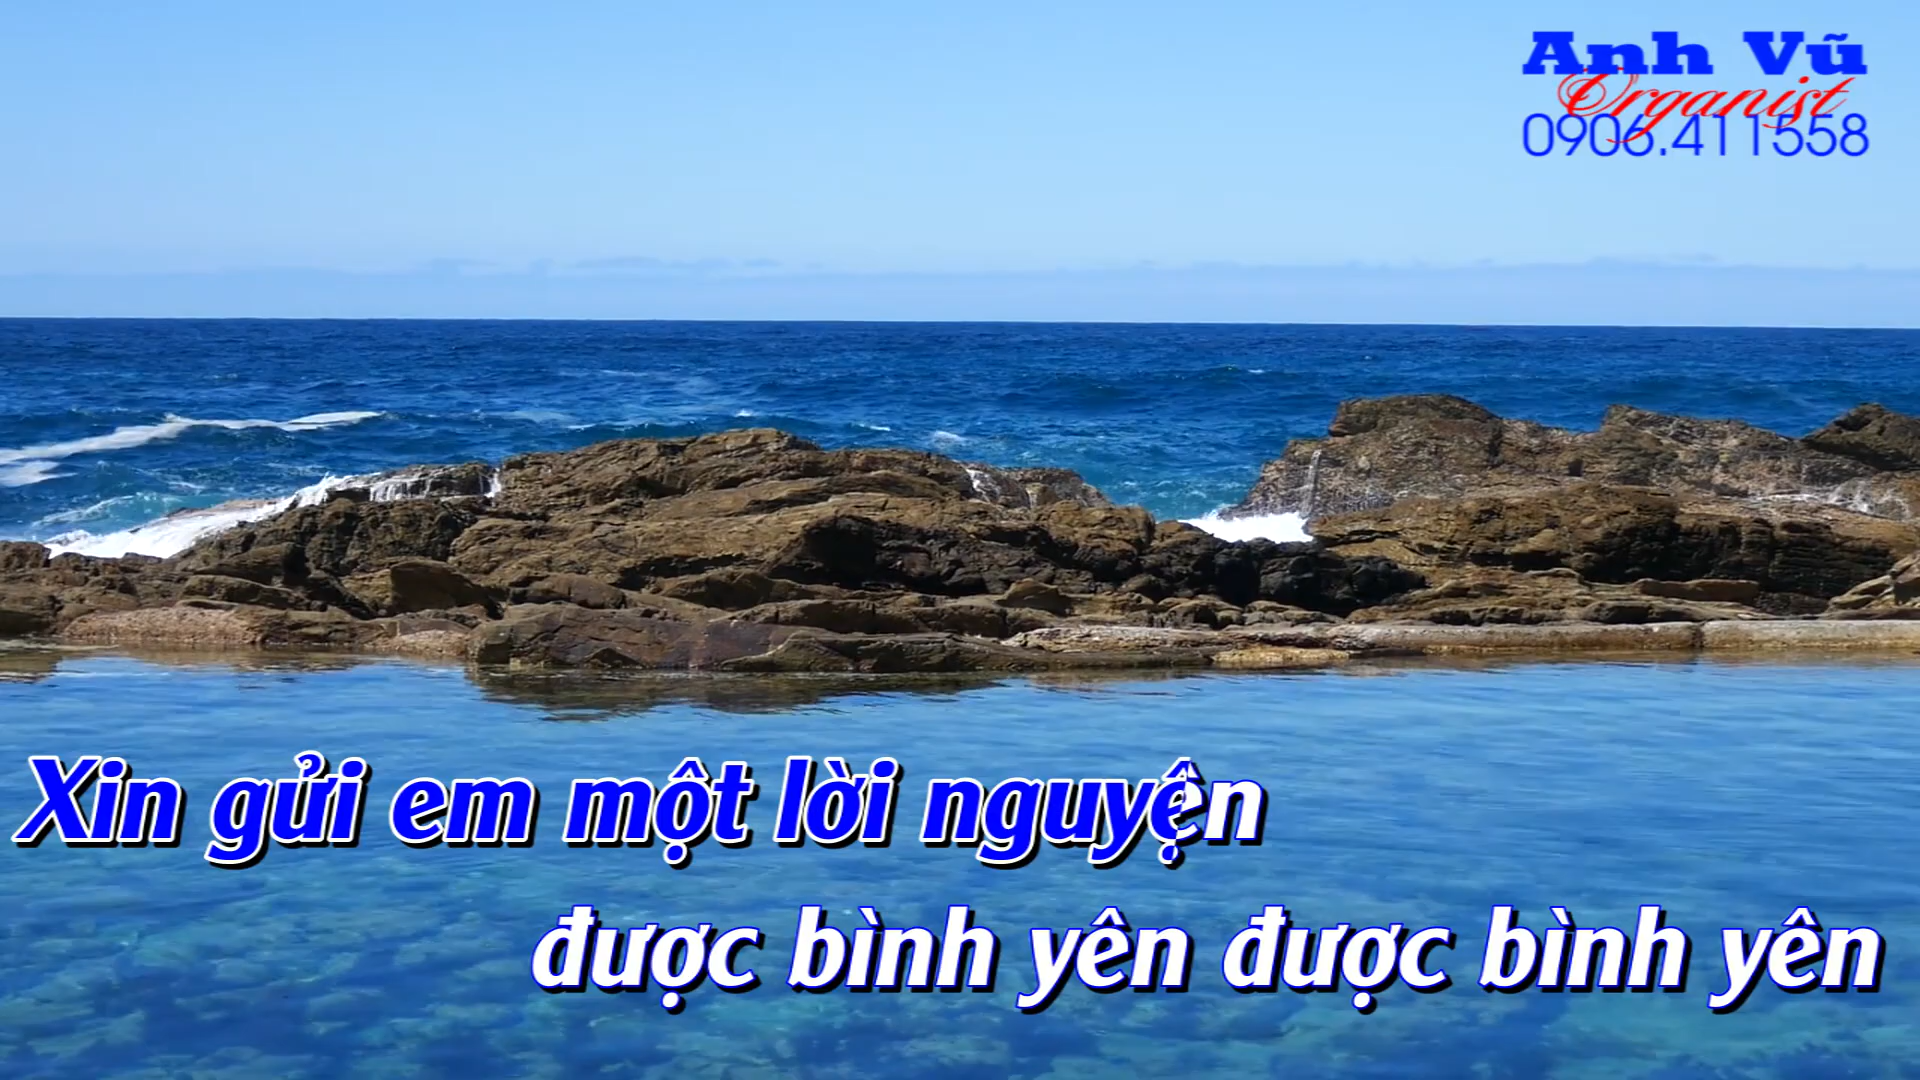 Anh Vũ
Organist
0906.411558
Xin gửi em một lời nguyện
được bình yên được bình yên